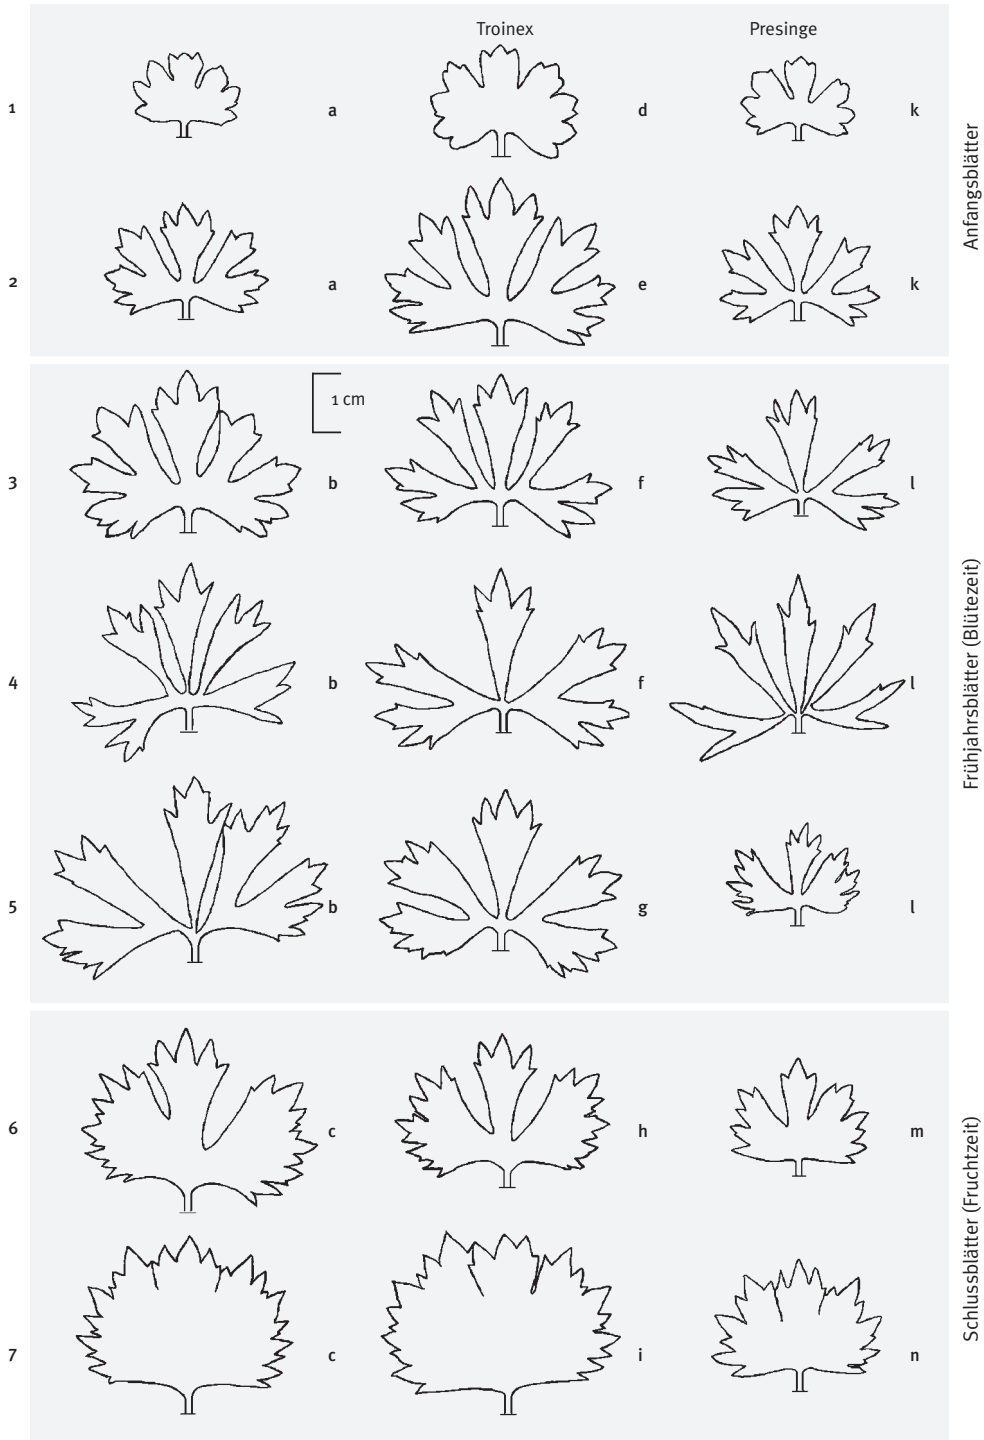 Troinex Presinge
1 a d k
2 a e k
Anfangsblätter
1 cm
3 b f l
4 b f l
5 b g l
Frühjahrsblätter (Blütezeit)
6 c h m
7 c i n
Schlussblätter (Fruchtzeit)